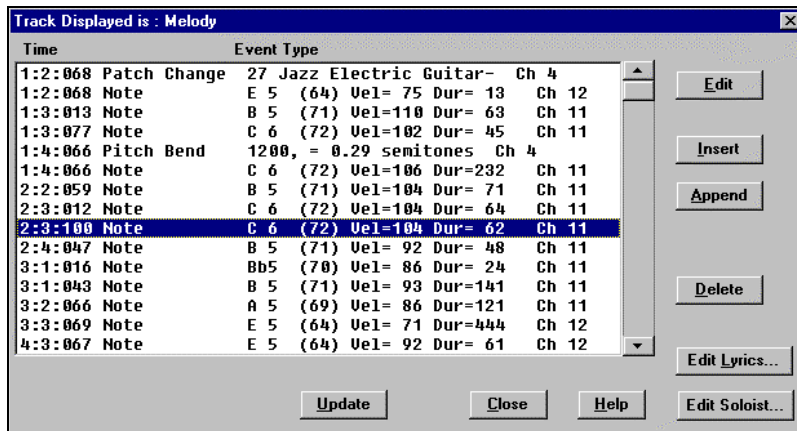 Track Displayed is : Melody
Time Event Type
1:2:068 Patch Change 27 Jazz Electric Guitar- Ch 4
1:2:068 Note E 5 (64) Vel= 75 Dur= 13 Ch 12
1:3:013 Note B 5 (71) Vel=110 Dur= 63 Ch 11
1:3:077 Note C 6 (72) Vel=102 Dur= 45 Ch 11
1:4:066 Pitch Bend 1200, = 0.29 semitones Ch 4
1:4:066 Note C 6 (72) Vel=106 Dur=232 Ch 11
2:2:059 Note B 5 (71) Vel=104 Dur= 71 Ch 11
2:3:012 Note C 6 (72) Vel=104 Dur= 64 Ch 11
2:3:100 Note C 6 (72) Vel=104 Dur= 62 Ch 11
2:4:047 Note B 5 (71) Vel= 92 Dur= 48 Ch 11
3:1:016 Note Bb5 (70) Vel= 86 Dur= 24 Ch 11
3:1:043 Note B 5 (71) Vel= 93 Dur=141 Ch 11
3:2:066 Note A 5 (69) Vel= 86 Dur=121 Ch 11
3:3:069 Note E 5 (64) Vel= 71 Dur=444 Ch 12
4:3:067 Note E 5 (64) Vel= 92 Dur= 61 Ch 12
Edit
Insert
Append
Delete
Edit Lyrics...
Update Close Help Edit Soloist...